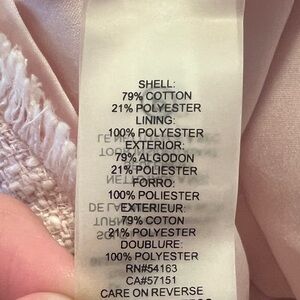 SHELL:
79% COTTON
21% POLYESTER
LINING:
100% POLYESTER
EXTERIOR:
79% ALGODON
21% POLIESTER
FORRO:
100% POLIESTER
EXTERIEUR:
79% COTON
21% POLYESTER
DOUBLURE:
100% POLYESTER
RN#54163
CA#57151
CARE ON REVERSE